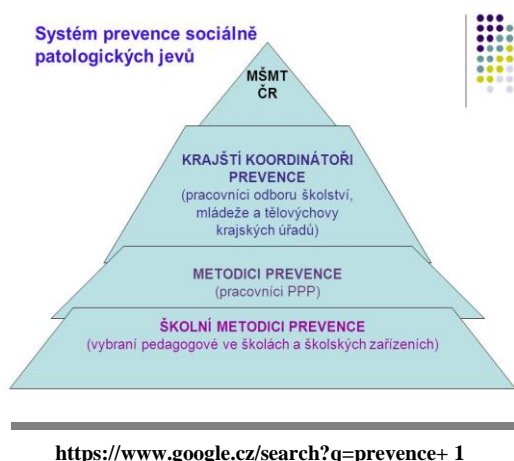 Systém prevence sociálně
patologických jevů
MŠMT
ČR
KRAJŠTÍ KOORDINÁTOŘI
PREVENCE
(pracovníci odboru školství,
mládeže a tělovýchovy
krajských úřadů)
METODICI PREVENCE
(pracovníci PPP)
ŠKOLNÍ METODICI PREVENCE
(vybraní pedagogové ve školách a školských zařízeních)
https://www.google.cz/search?q=prevence+ 1